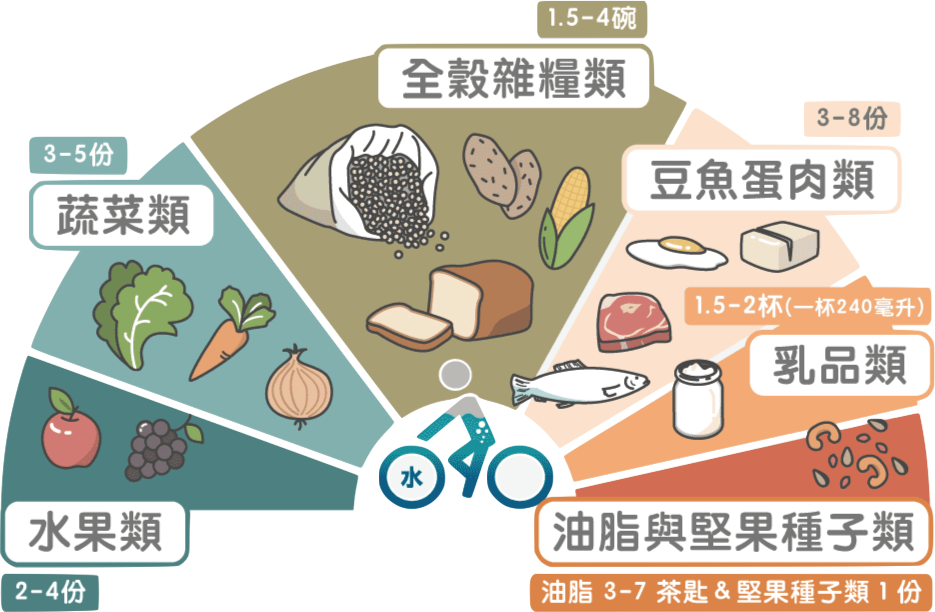 1.5-4碗
全穀雜糧類
3-8份
豆魚蛋肉類
3-5份
蔬菜類
1.5-2杯(一杯240毫升)
乳品類
水
水果類
2-4份
油脂與堅果種子類
油脂 3-7 茶匙 & 堅果種子類 1 份